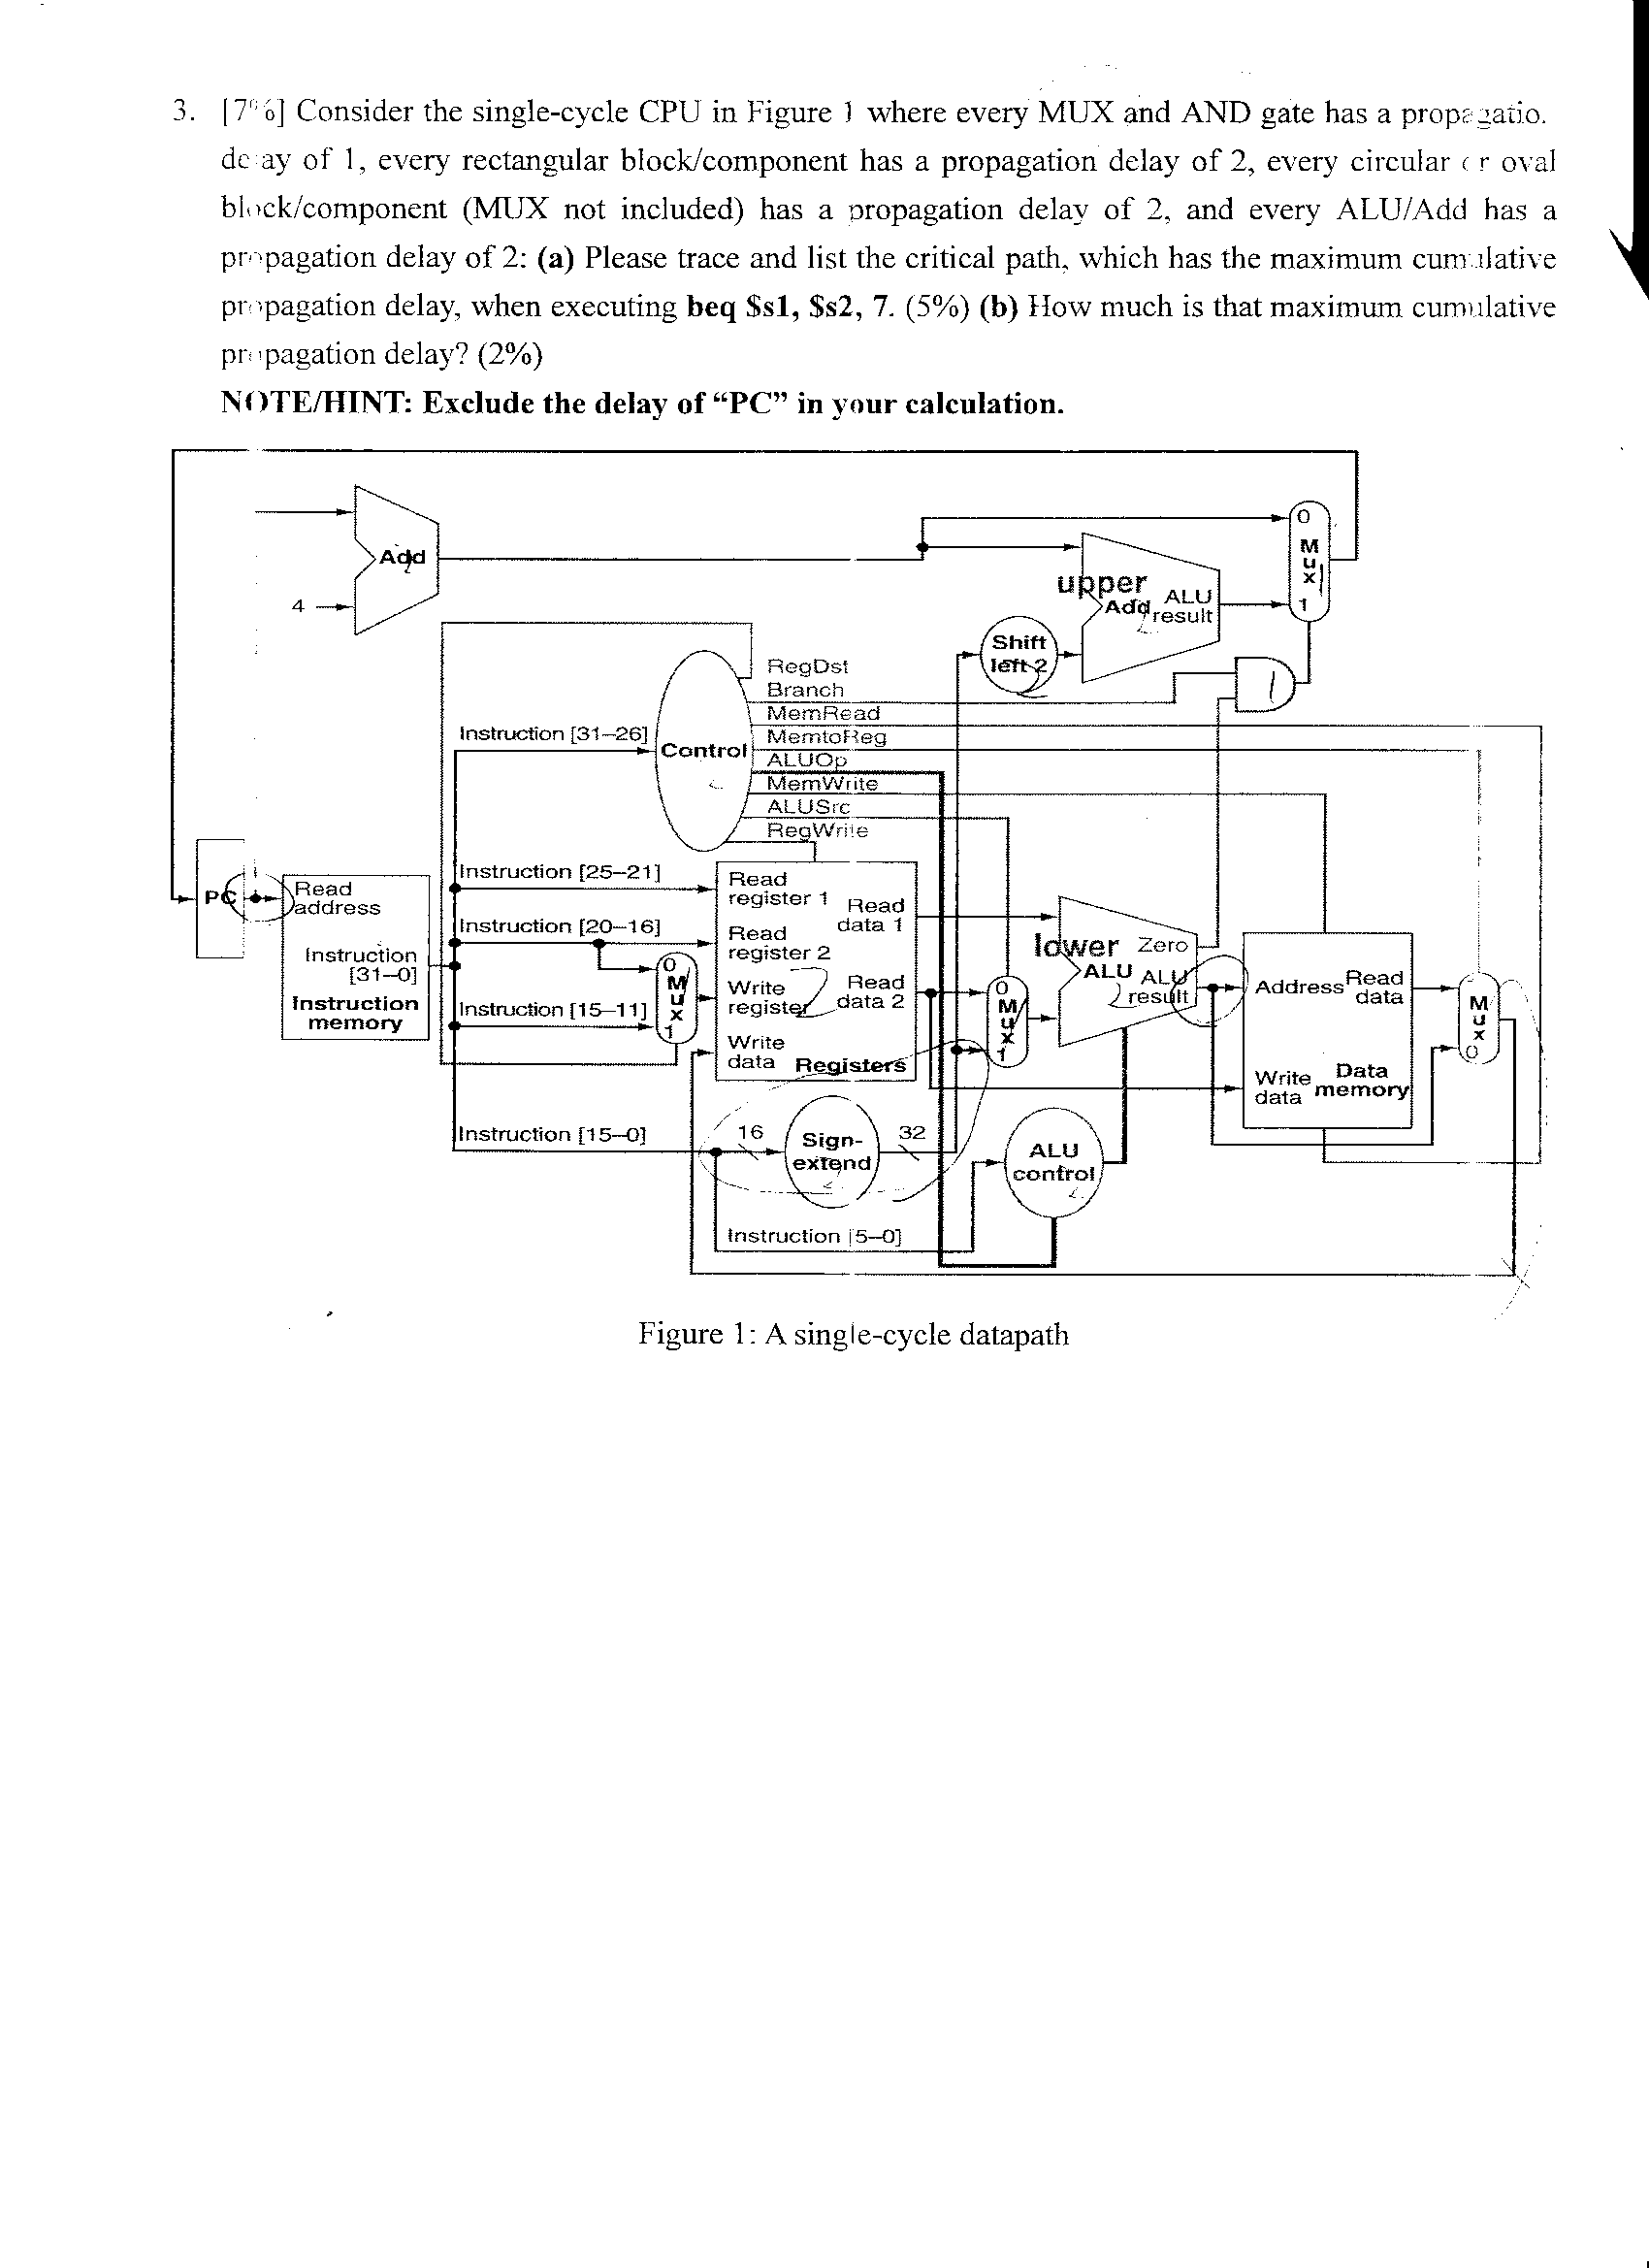 3. [7%] Consider the single-cycle CPU in Figure 1 where every MUX and AND gate has a propagatio.
delay of 1, every rectangular block/component has a propagation delay of 2, every circular or oval
block/component (MUX not included) has a propagation delay of 2, and every ALU/Add has a
propagation delay of 2: (a) Please trace and list the critical path, which has the maximum cumulative
propagation delay, when executing beq $s1, $s2, 7. (5%) (b) How much is that maximum cumulative
propagation delay? (2%)
NOTE/HINT: Exclude the delay of "PC" in your calculation.
Add
4
0
Mux
1
upper
Add
ALU
result
Shift
left 2
RegDst
Branch
MemRead
MemtoReg
ALUOp
MemWrite
ALUSrc
RegWrite
Instruction [31–26]
Control
PC
Read
address
Instruction
[31–0]
Instruction
memory
Instruction [25–21]
Instruction [20–16]
Instruction [15–11]
0
Mux
1
Read
register 1
Read
register 2
Write
register
Write
data
Read
data 1
Read
data 2
Registers
0
Mux
1
lower
Zero
ALU
ALU
result
Address
Read
data
Write
data
Data
memory
1
Mux
0
Instruction [15–0]
16
Sign-
extend
32
ALU
control
Instruction [5–0]
Figure 1: A single-cycle datapath